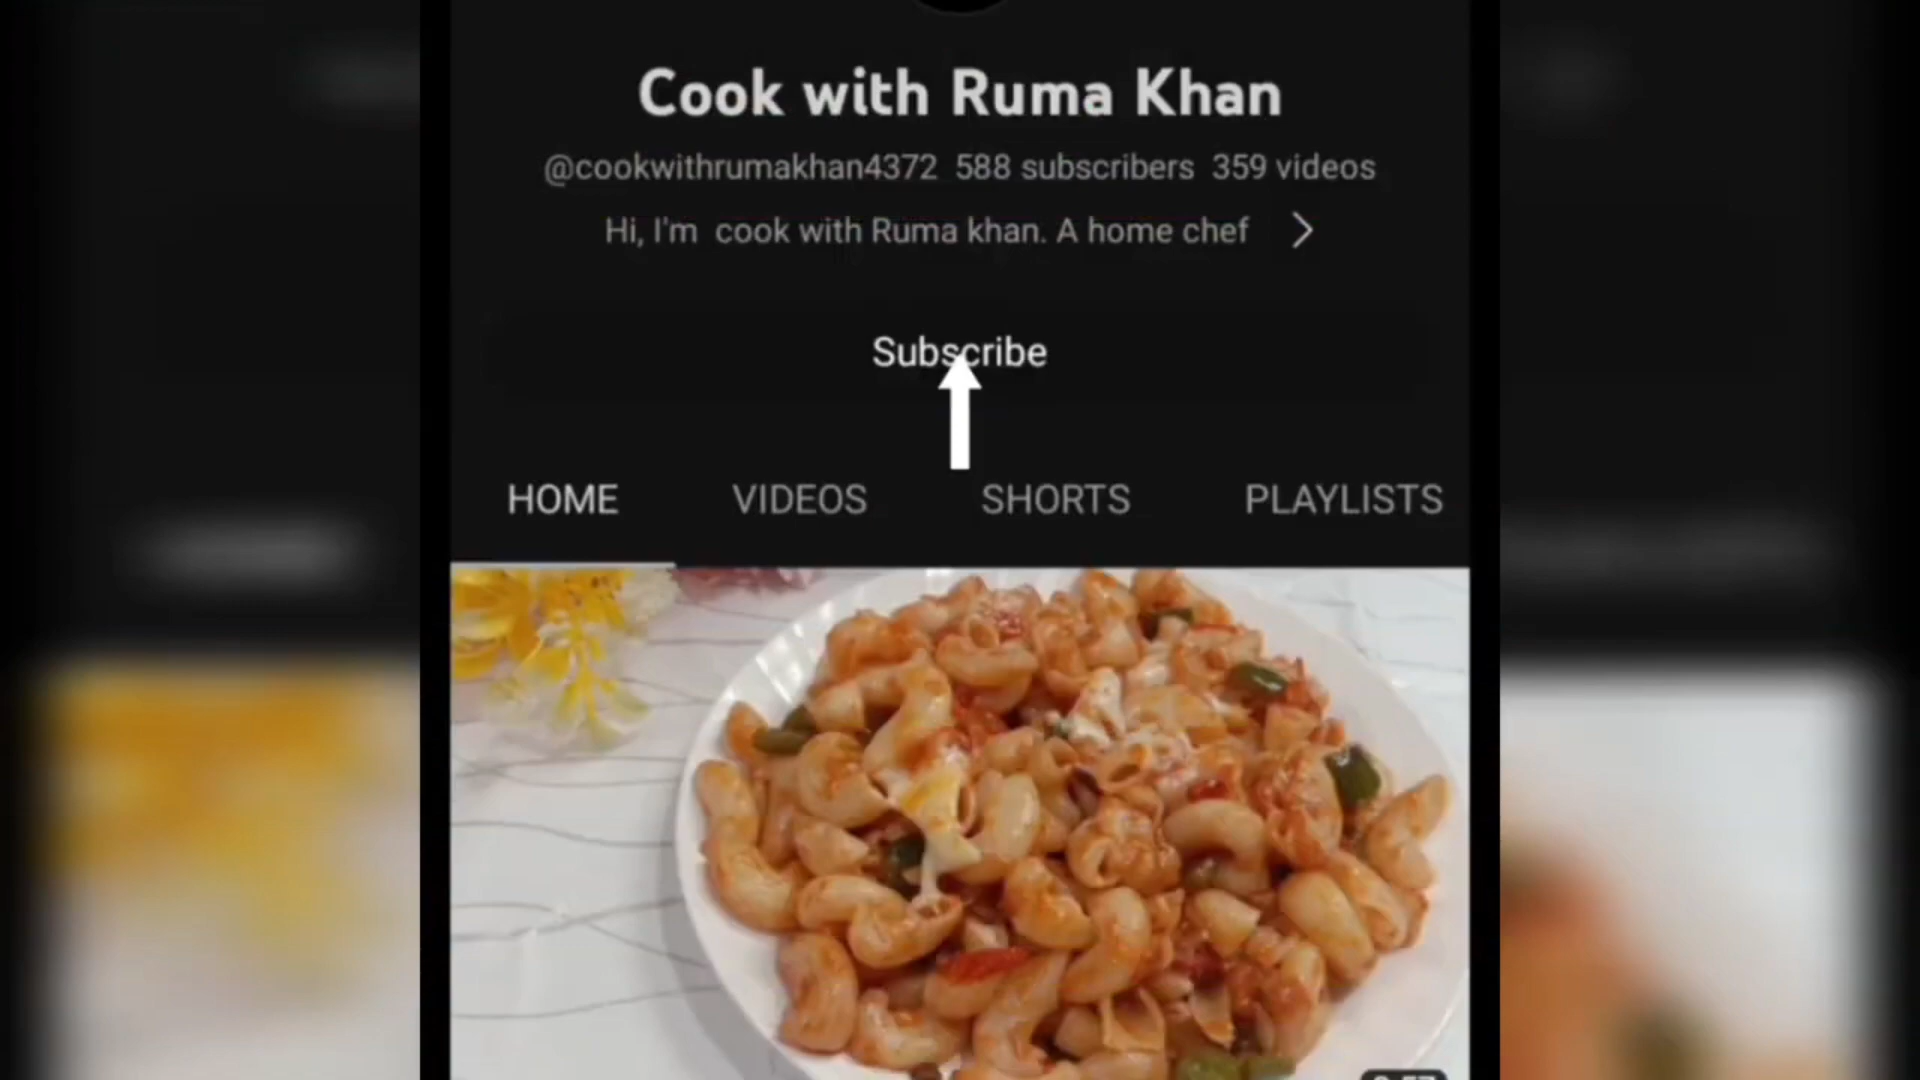 Cook with Ruma Khan
@cookwithrumakhan4372 588 subscribers 359 videos
Hi, I'm cook with Ruma khan. A home chef
Subscribe
HOME VIDEOS SHORTS PLAYLISTS